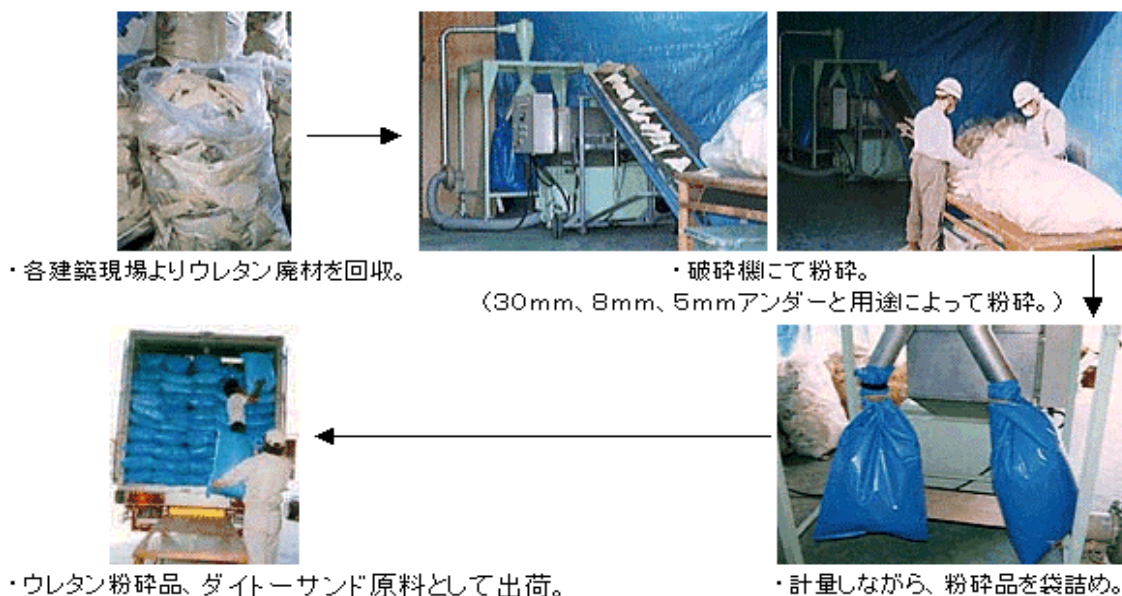 ・各建築現場よりウレタン廃材を回収。
・破砕機にて粉砕。
（30mm、8mm、5mmアンダーと用途によって粉砕。）
・計量しながら、粉砕品を袋詰め。
・ウレタン粉砕品、ダイトーサンド原料として出荷。